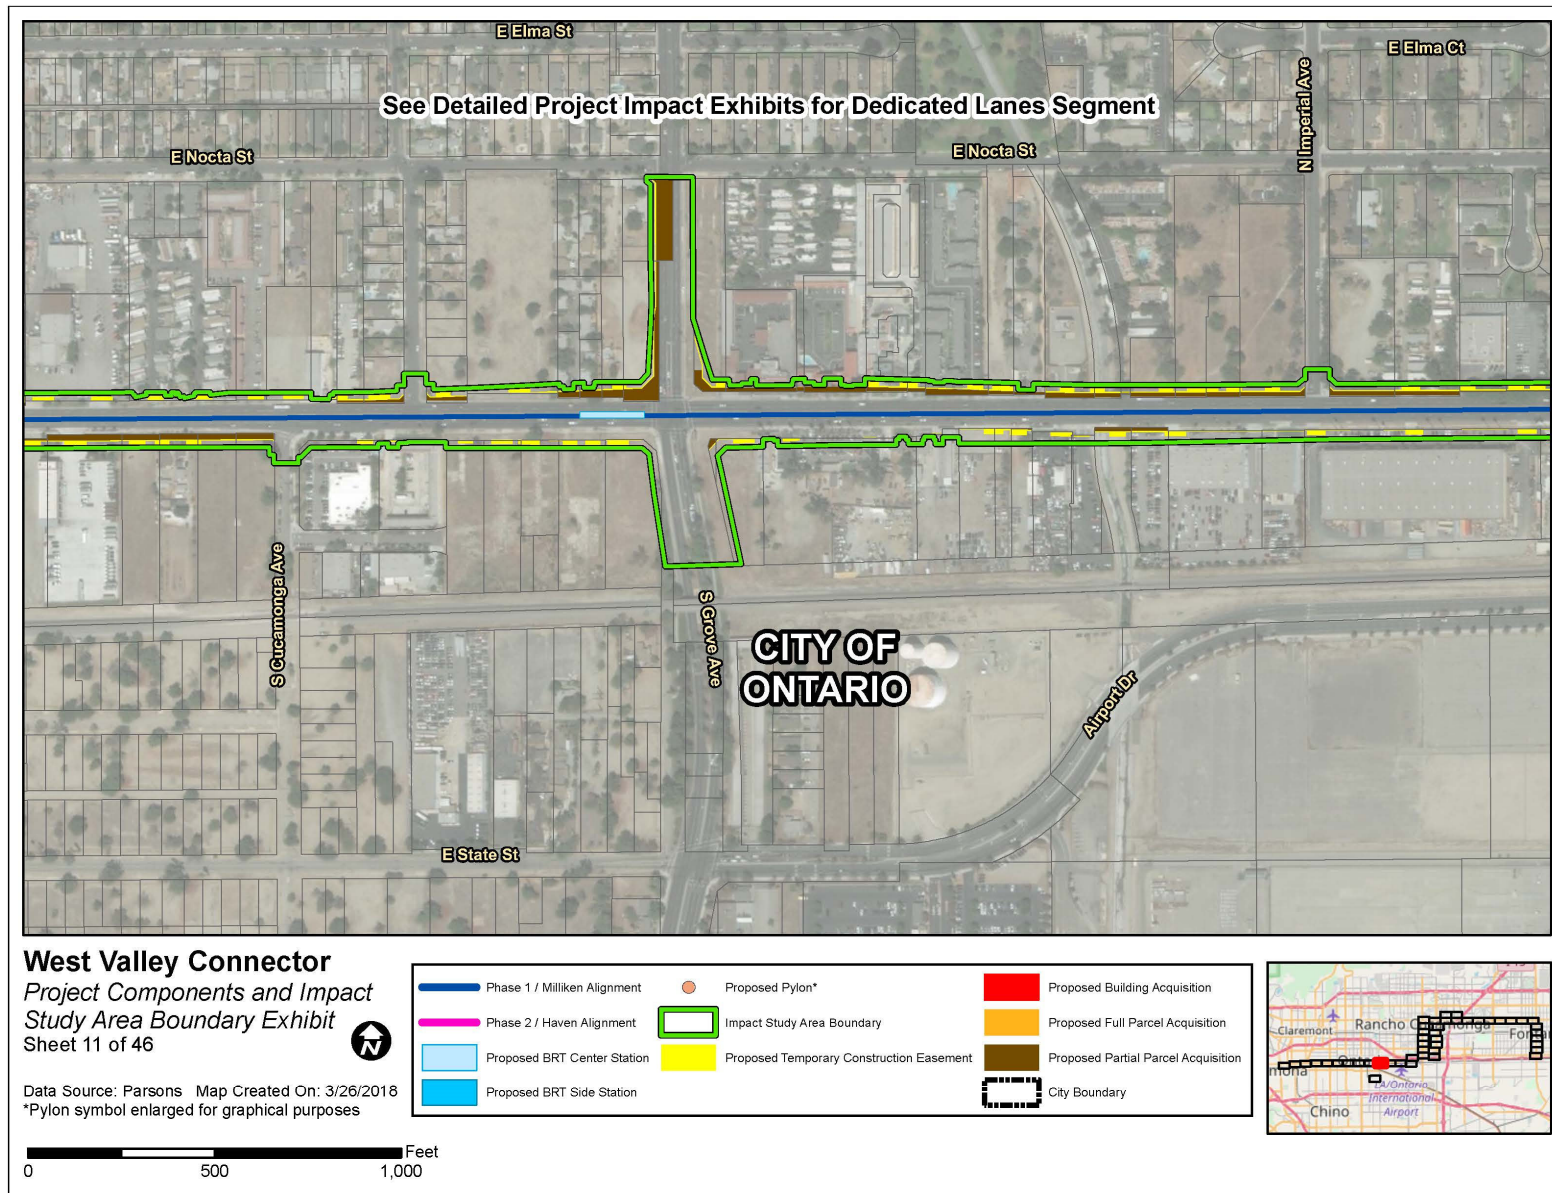 E Elma St
E Elma Ct
N Imperial Ave
See Detailed Project Impact Exhibits for Dedicated Lanes Segment
E Nocta St
E Nocta St
S Cucamonga Ave
S Grove Ave
CITY OF
ONTARIO
Airport Dr
E State St
West Valley Connector
Project Components and Impact
Study Area Boundary Exhibit
Sheet 11 of 46
N
Data Source: Parsons Map Created On: 3/26/2018
*Pylon symbol enlarged for graphical purposes
Feet
0 500 1,000
Phase 1 / Milliken Alignment
Phase 2 / Haven Alignment
Proposed BRT Center Station
Proposed BRT Side Station
Proposed Pylon*
Impact Study Area Boundary
Proposed Temporary Construction Easement
Proposed Building Acquisition
Proposed Full Parcel Acquisition
Proposed Partial Parcel Acquisition
City Boundary
Claremont
Rancho
LA/Ontario
International
Airport
Chino